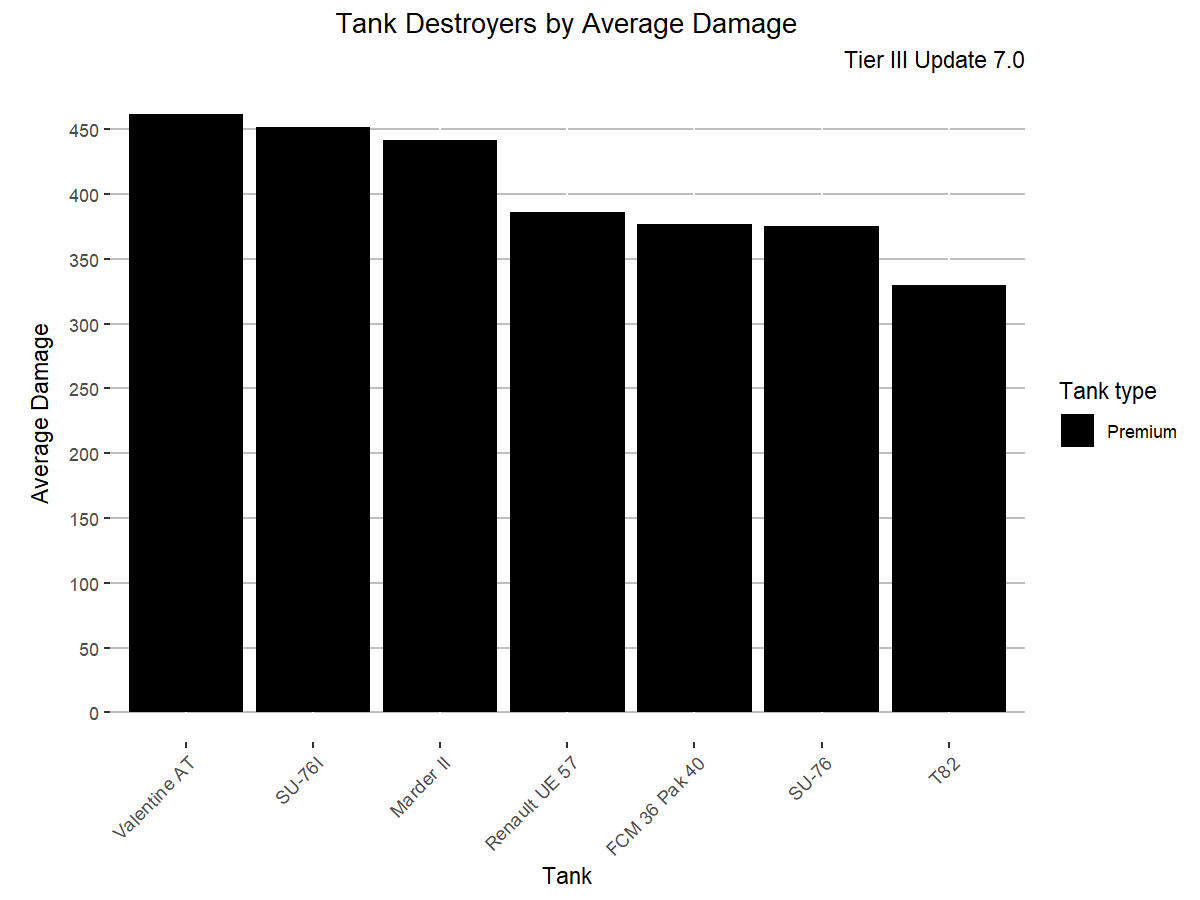 Tank Destroyers by Average Damage
Tier III Update 7.0
Average Damage
450
400
350
300
250
200
150
100
50
0
Valentine AT
SU-76I
Marder II
Renault UE 57
FCM 36 Pak 40
SU-76
T82
Tank
Tank type
Premium